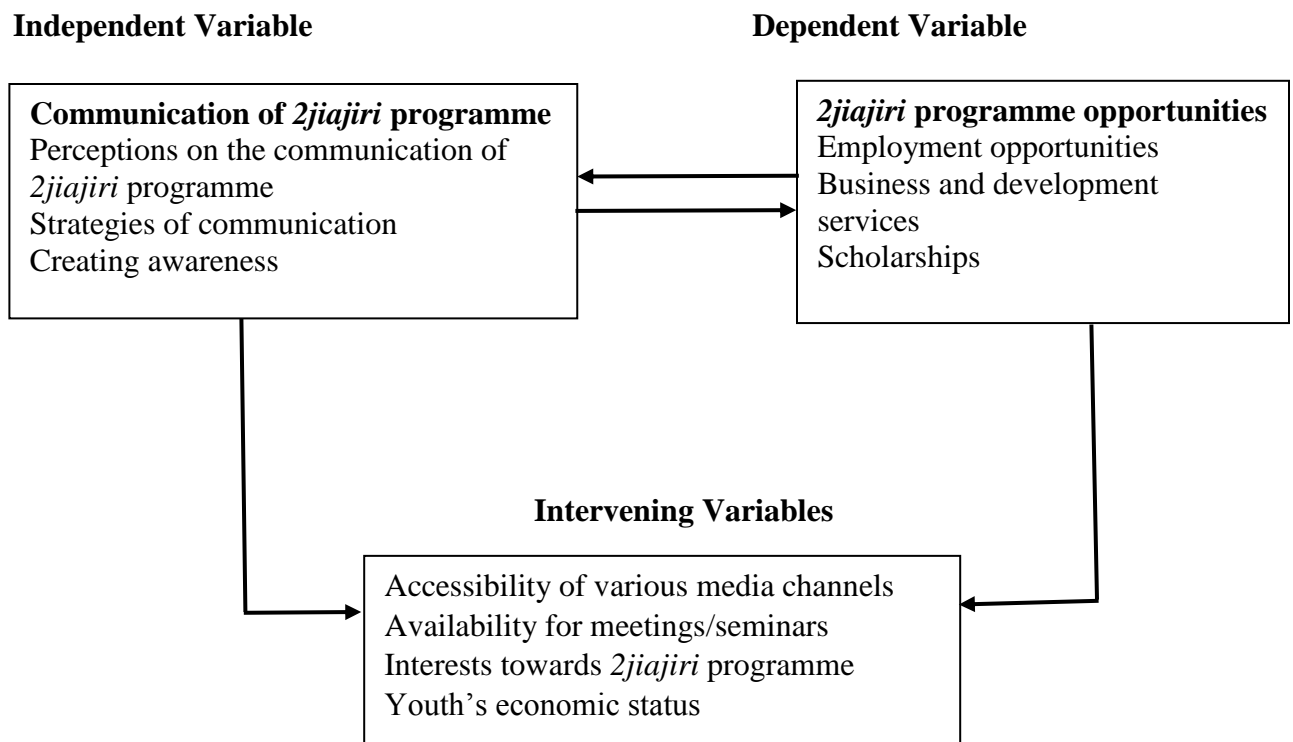 Independent Variable
Dependent Variable
Communication of 2jiajiri programme
Perceptions on the communication of
2jiajiri programme
Strategies of communication
Creating awareness
2jiajiri programme opportunities
Employment opportunities
Business and development
services
Scholarships
Intervening Variables
Accessibility of various media channels
Availability for meetings/seminars
Interests towards 2jiajiri programme
Youth’s economic status